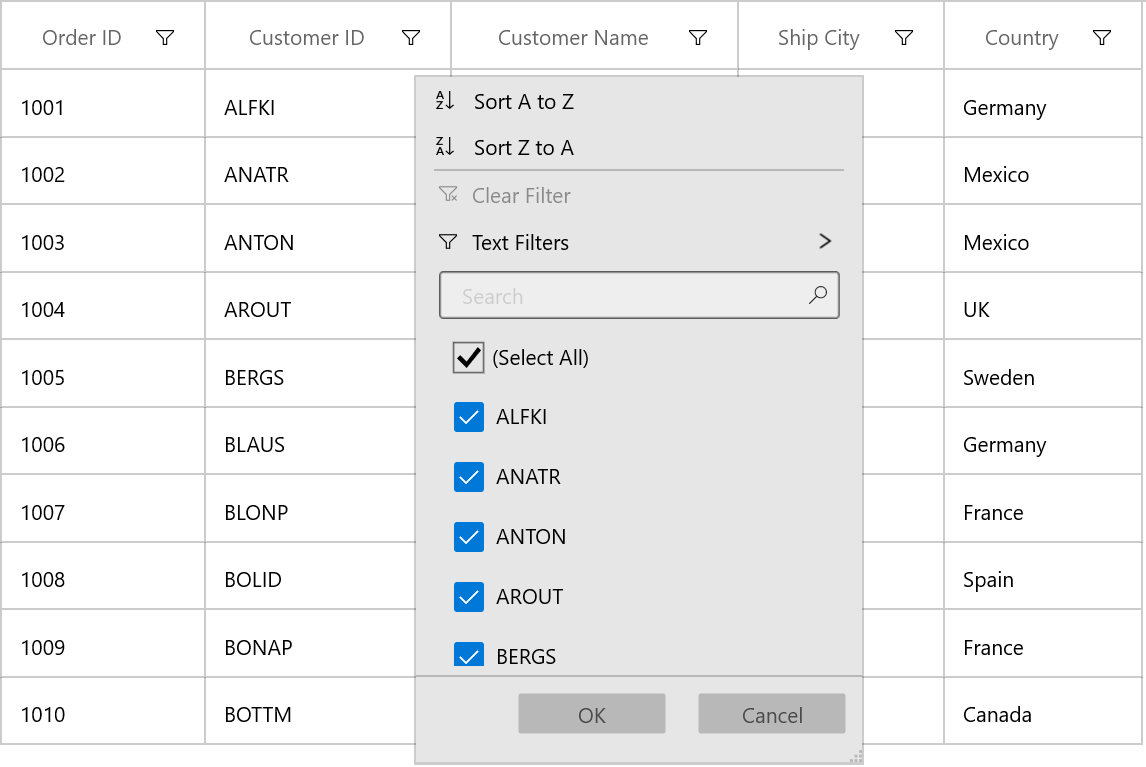 Order ID Customer ID Customer Name Ship City Country
1001 ALFKI Germany
1002 ANATR Mexico
1003 ANTON Mexico
1004 AROUT UK
1005 BERGS Sweden
1006 BLAUS Germany
1007 BLONP France
1008 BOLID Spain
1009 BONAP France
1010 BOTTM Canada
Sort A to Z
Sort Z to A
Clear Filter
Text Filters
Search
(Select All)
ALFKI
ANATR
ANTON
AROUT
BERGS
OK Cancel